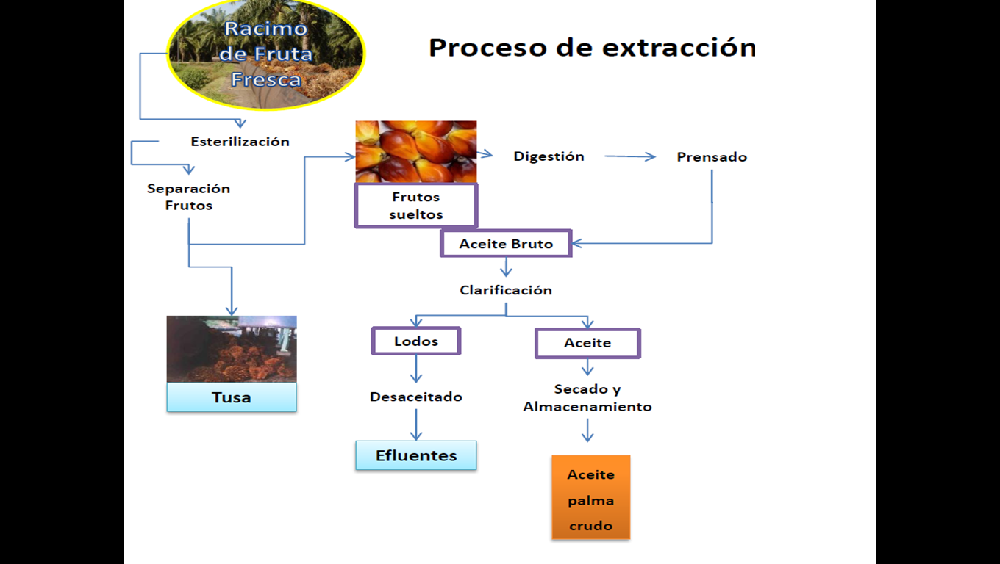 Racimo
de Fruta
Fresca
Proceso de extracción
Esterilización
Separación
Frutos
Frutos
sueltos
Digestión
Prensado
Aceite Bruto
Clarificación
Lodos
Aceite
Desaceitado
Secado y
Almacenamiento
Tusa
Efluentes
Aceite
palma
crudo